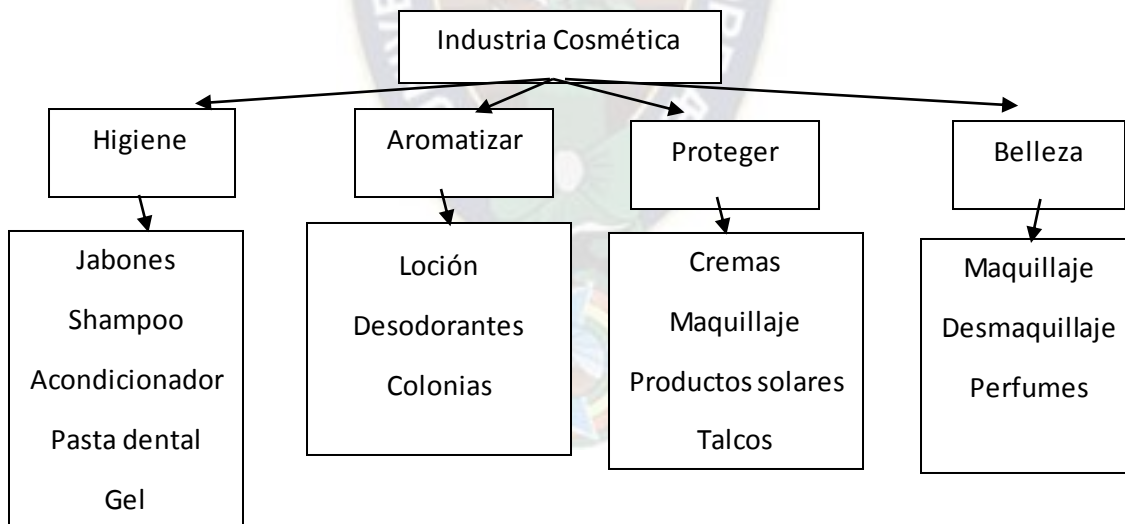 Industria Cosmética
Higiene
Aromatizar
Proteger
Belleza
Jabones
Shampoo
Acondicionador
Pasta dental
Gel
Loción
Desodorantes
Colonias
Cremas
Maquillaje
Productos solares
Talcos
Maquillaje
Desmaquillaje
Perfumes